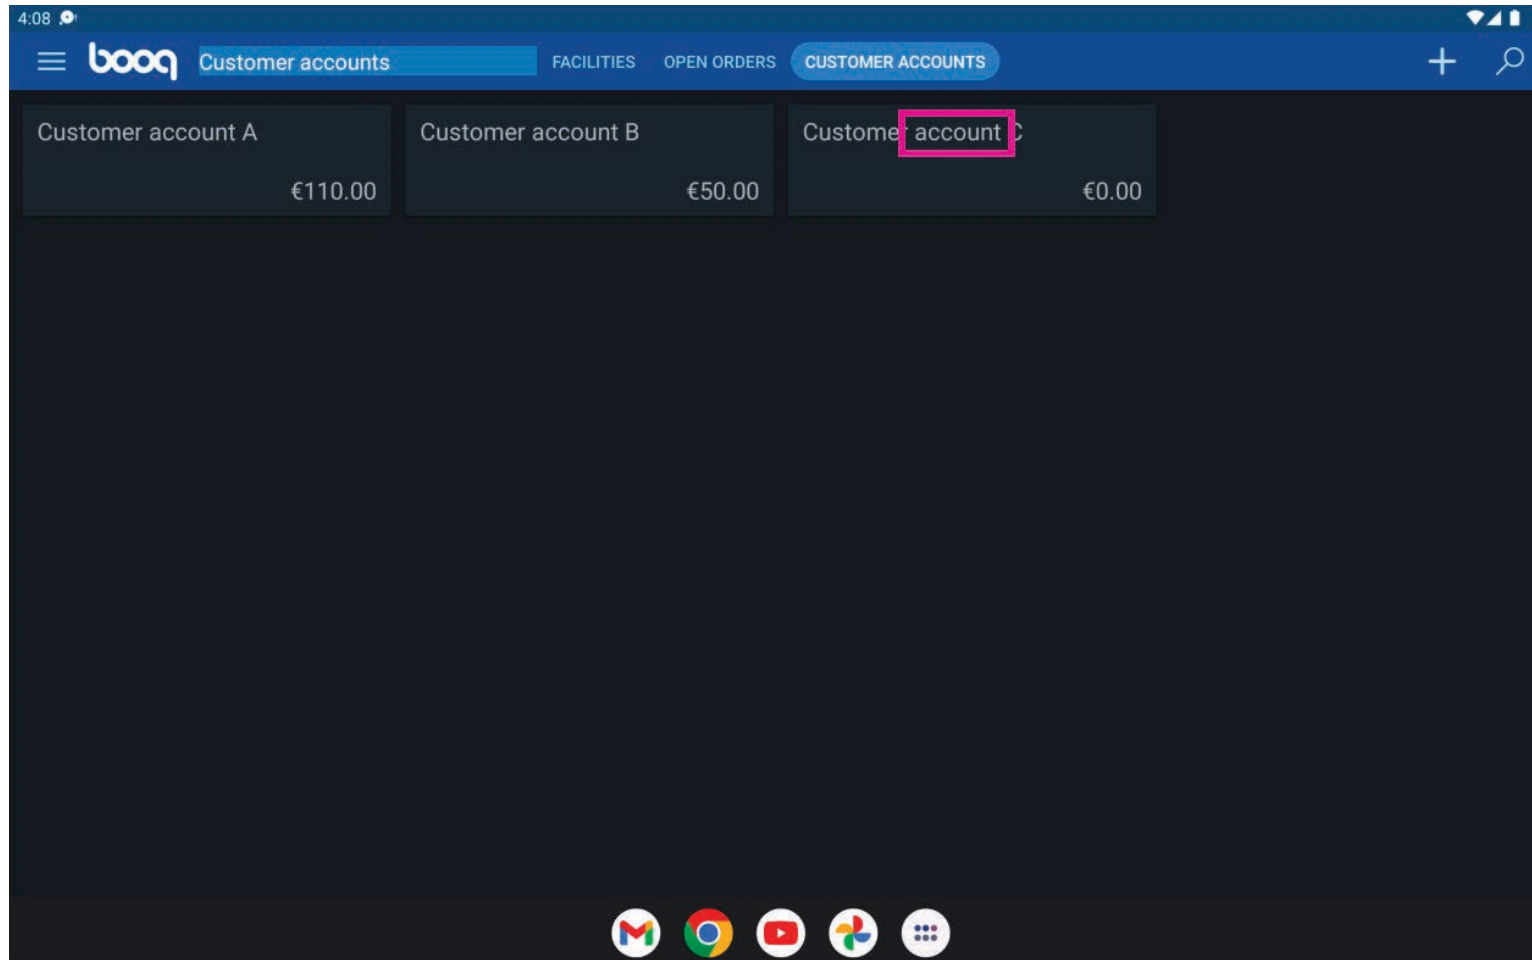 4:08
booq Customer accounts FACILITIES OPEN ORDERS CUSTOMER ACCOUNTS
Customer account A
€110.00
Customer account B
€50.00
Customer account C
€0.00